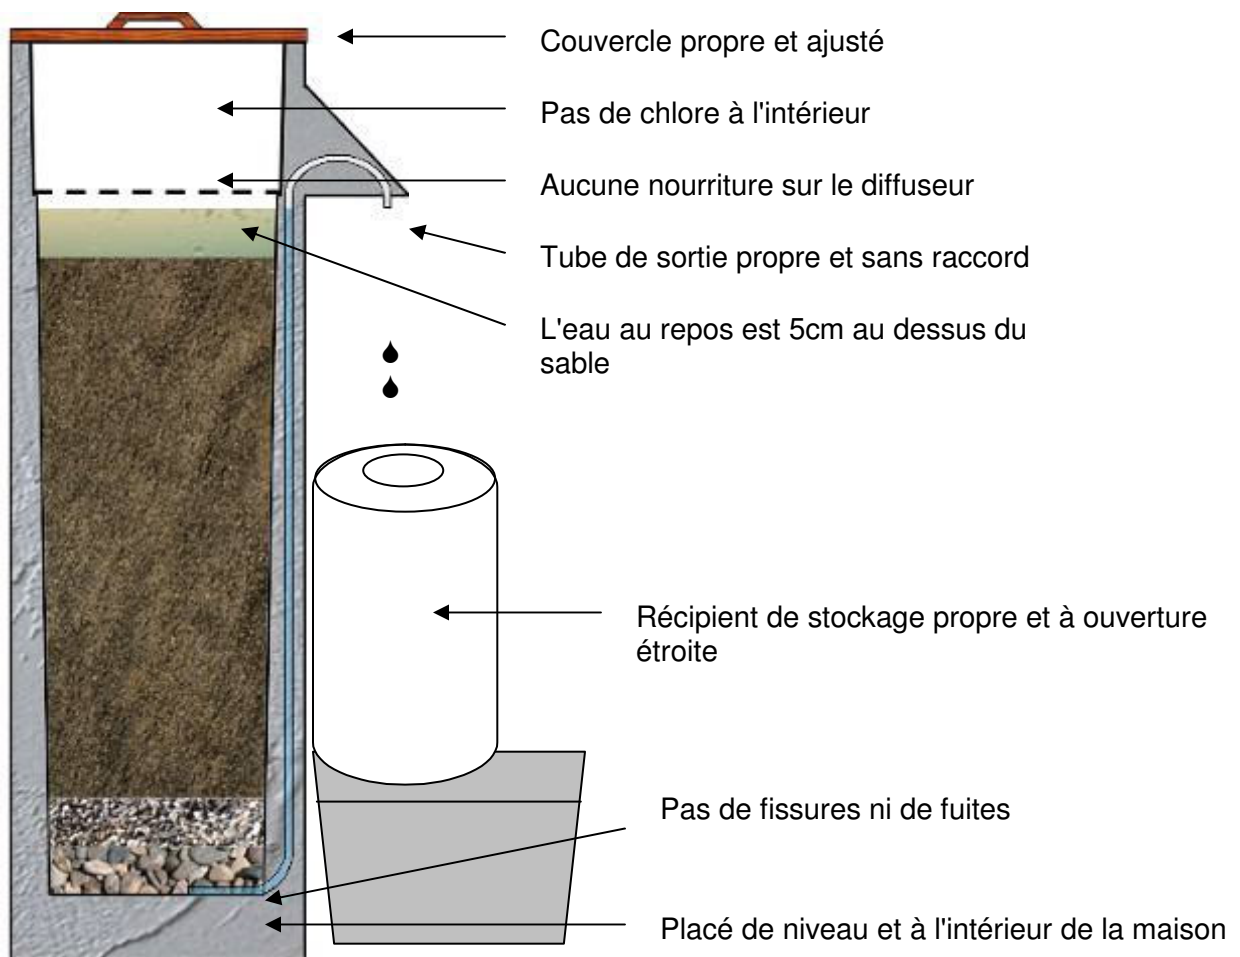 Couvercle propre et ajusté
Pas de chlore à l'intérieur
Aucune nourriture sur le diffuseur
Tube de sortie propre et sans raccord
L'eau au repos est 5cm au dessus du
sable
Récipient de stockage propre et à ouverture
étroite
Pas de fissures ni de fuites
Placé de niveau et à l'intérieur de la maison